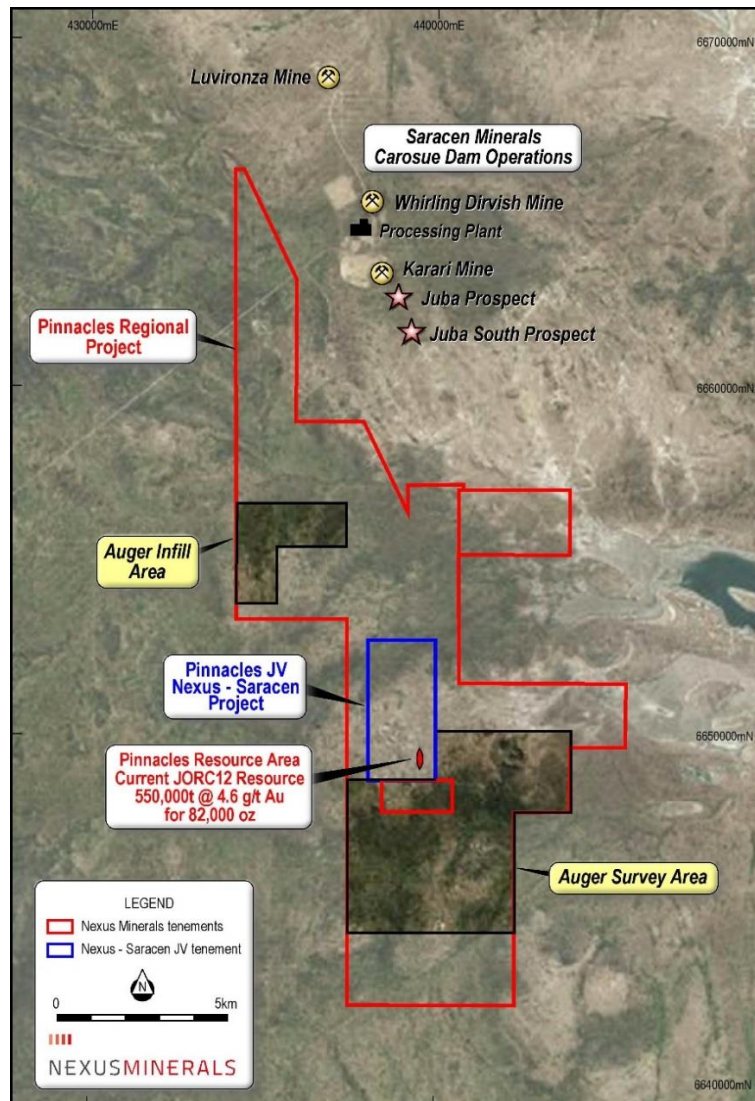 430000mE
440000mE
6670000mN
Luvironza Mine
Saracen Minerals
Carosue Dam Operations
Whirling Dirvish Mine
Processing Plant
Karari Mine
Juba Prospect
Juba South Prospect
Pinnacles Regional
Project
6660000mN
Auger Infill
Area
Pinnacles JV
Nexus - Saracen
Project
6650000mN
Pinnacles Resource Area
Current JORC12 Resource
550,000t @ 4.6 g/t Au
for 82,000 oz
Auger Survey Area
LEGEND
Nexus Minerals tenements
Nexus - Saracen JV tenement
N
0
5km
NEXUSMINERALS
6640000mN